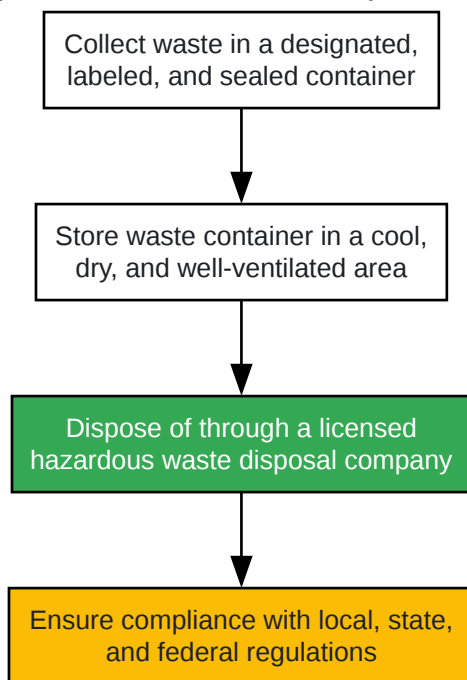 Collect waste in a designated,
labeled, and sealed container
Store waste container in a cool,
dry, and well-ventilated area
Dispose of through a licensed
hazardous waste disposal company
Ensure compliance with local, state,
and federal regulations